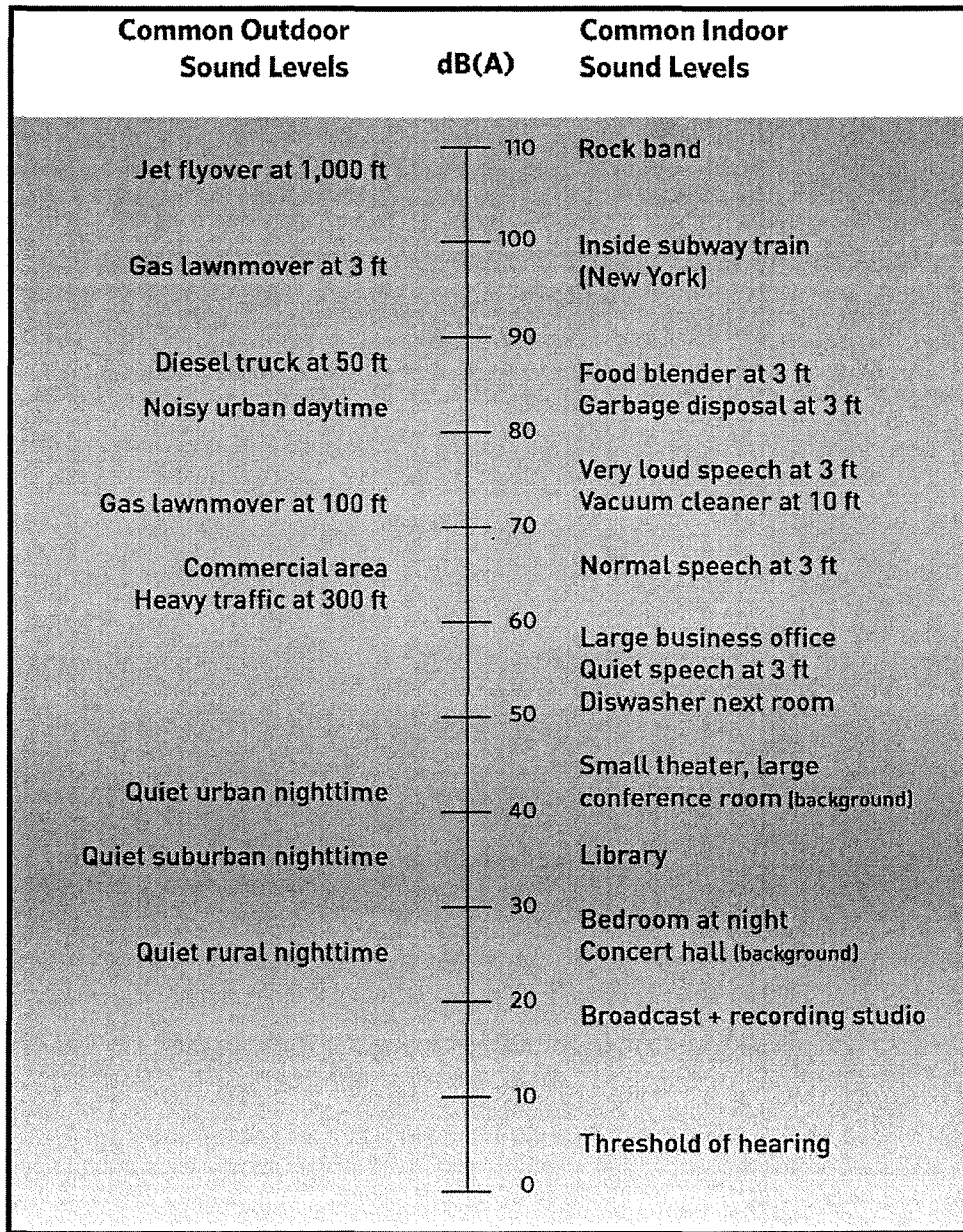 Common Outdoor
Sound Levels
dB(A)
Common Indoor
Sound Levels
110
Rock band
Jet flyover at 1,000 ft
100
Inside subway train
(New York)
Gas lawnmover at 3 ft
90
Diesel truck at 50 ft
Food blender at 3 ft
Noisy urban daytime
Garbage disposal at 3 ft
80
Very loud speech at 3 ft
Gas lawnmover at 100 ft
Vacuum cleaner at 10 ft
70
Commercial area
Normal speech at 3 ft
Heavy traffic at 300 ft
60
Large business office
Quiet speech at 3 ft
Diswasher next room
50
Small theater, large
Quiet urban nighttime
conference room (background)
40
Quiet suburban nighttime
Library
30
Bedroom at night
Quiet rural nighttime
Concert hall (background)
20
Broadcast + recording studio
10
Threshold of hearing
0